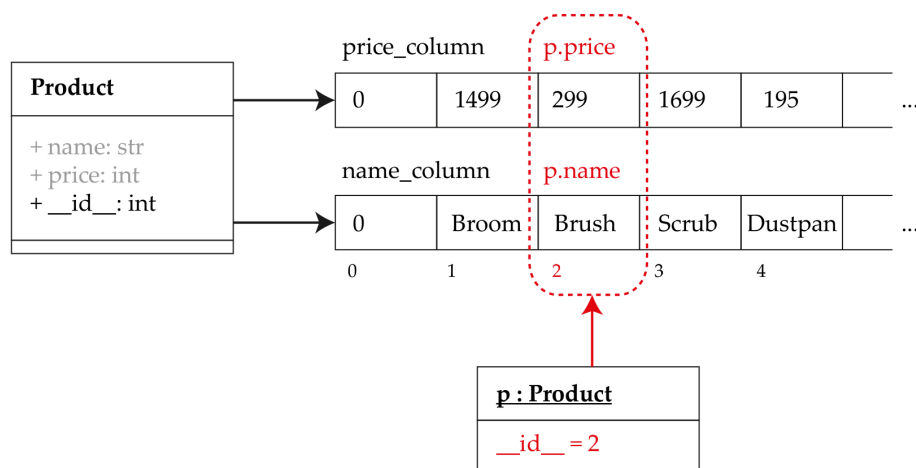 price_column p.price
Product
0 1499 299 1699 195 ...
+ name: str
+ price: int
+ __id__: int
name_column p.name
0 Broom Brush Scrub Dustpan ...
0 1 2 3 4
p : Product
__id__ = 2